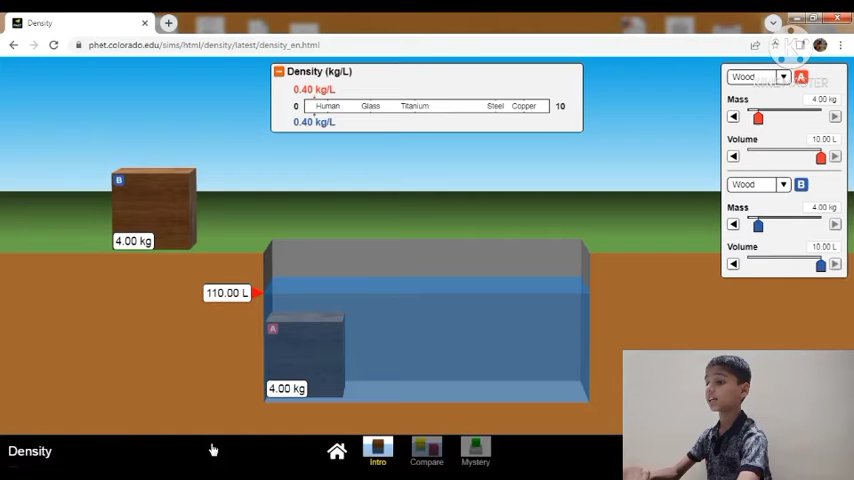 Density
phet.colorado.edu/sims/html/density/latest/density_en.html
Density (kg/L)
0.40 kg/L
0 Human Glass Titanium Steel Copper 10
0.40 kg/L
Wood A
KINEMASTER
Mass 4.00 kg
Volume 10.00 L
Wood B
Mass 4.00 kg
Volume 10.00 L
B
4.00 kg
110.00 L
A
4.00 kg
Density
Intro
Compare
Mystery